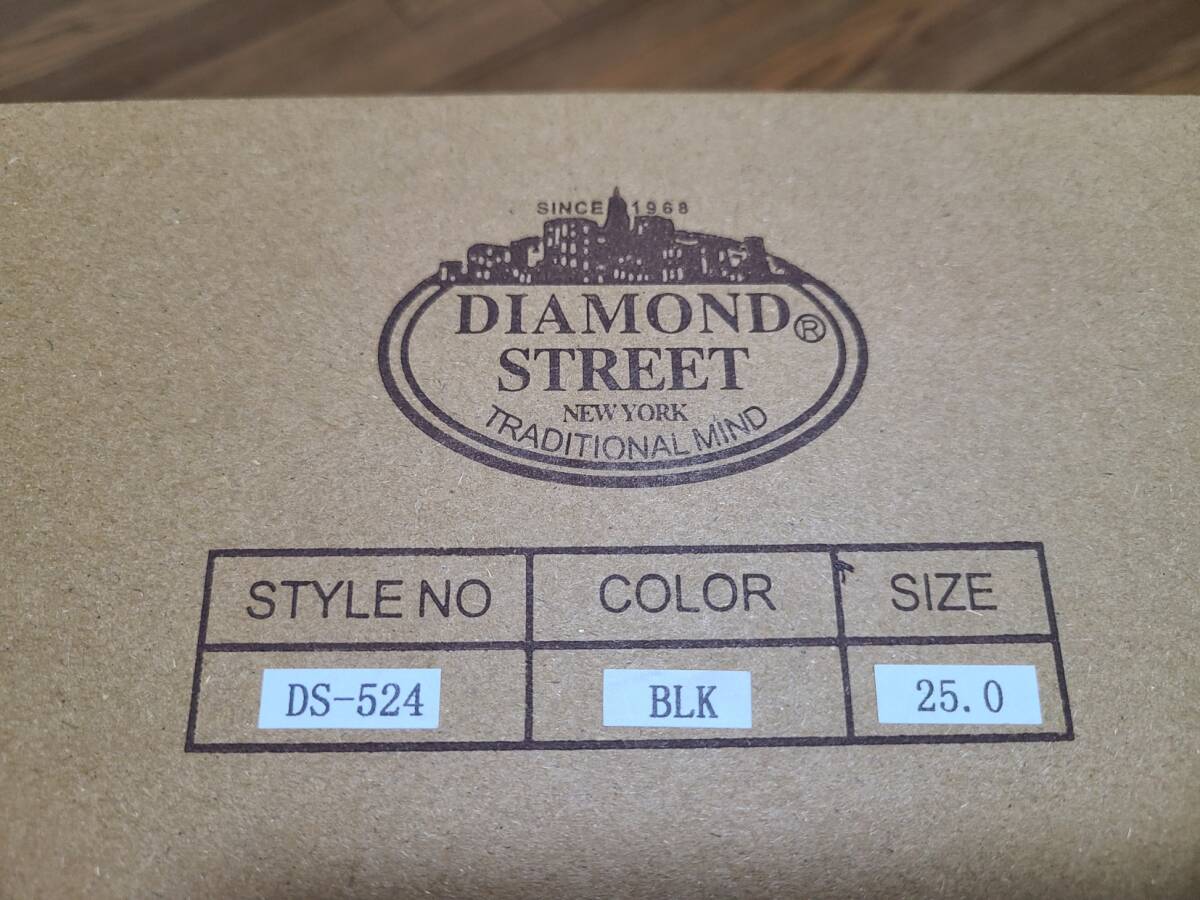 SINCE 1968
DIAMOND®
STREET
NEW YORK
TRADITIONAL MIND
STYLE NO COLOR SIZE
DS-524 BLK 25.0